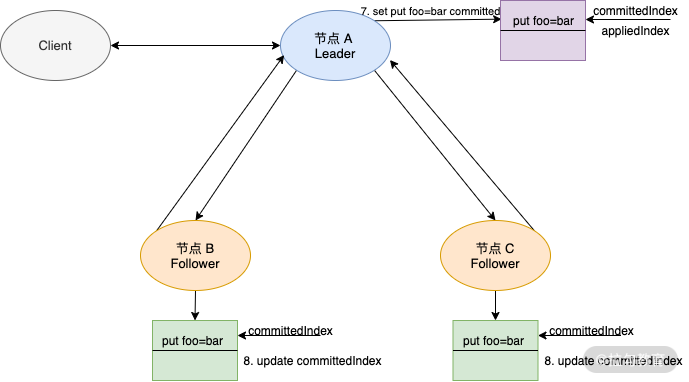 7. set put foo=bar committed
committedIndex
put foo=bar
appliedIndex
Client
节点 A
Leader
节点 B
Follower
节点 C
Follower
put foo=bar
committedIndex
8. update committedIndex
put foo=bar
committedIndex
8. update committedIndex